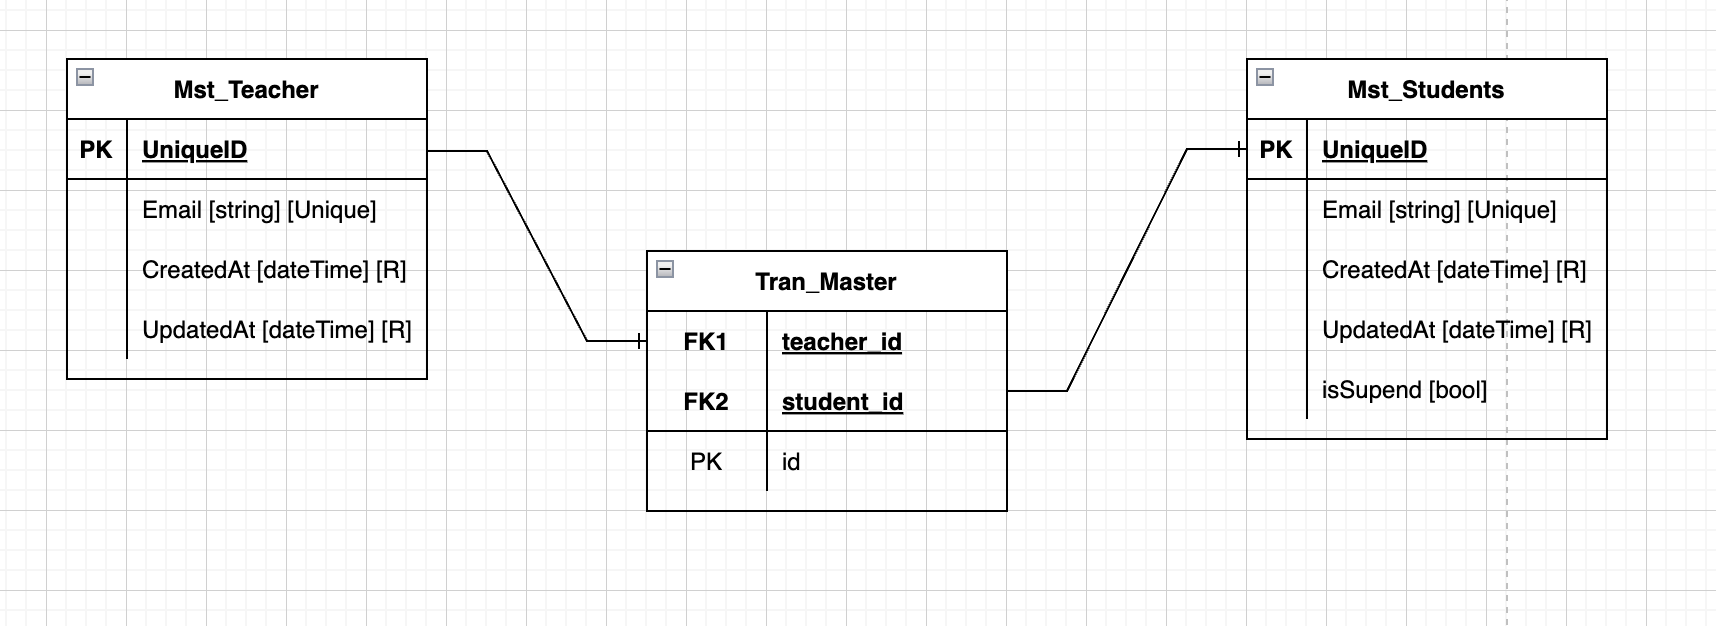 Mst_Teacher
PK UniqueID
Email [string] [Unique]
CreatedAt [dateTime] [R]
UpdatedAt [dateTime] [R]
Tran_Master
FK1 teacher_id
FK2 student_id
PK id
Mst_Students
PK UniqueID
Email [string] [Unique]
CreatedAt [dateTime] [R]
UpdatedAt [dateTime] [R]
isSupend [bool]